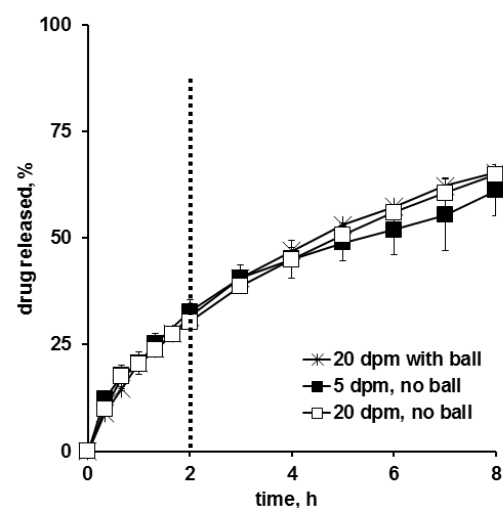 100
75
50
25
0
drug released, %
20 dpm with ball
5 dpm, no ball
20 dpm, no ball
0 2 4 6 8
time, h